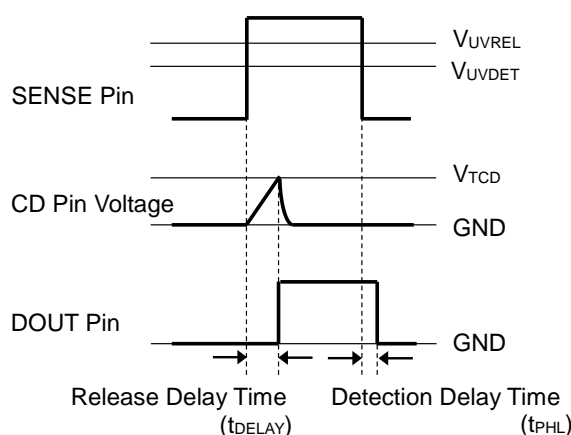 VUVREL
VUVDET
SENSE Pin
VTCD
CD Pin Voltage
GND
DOUT Pin
GND
Release Delay Time
(tDELAY)
Detection Delay Time
(tPHL)